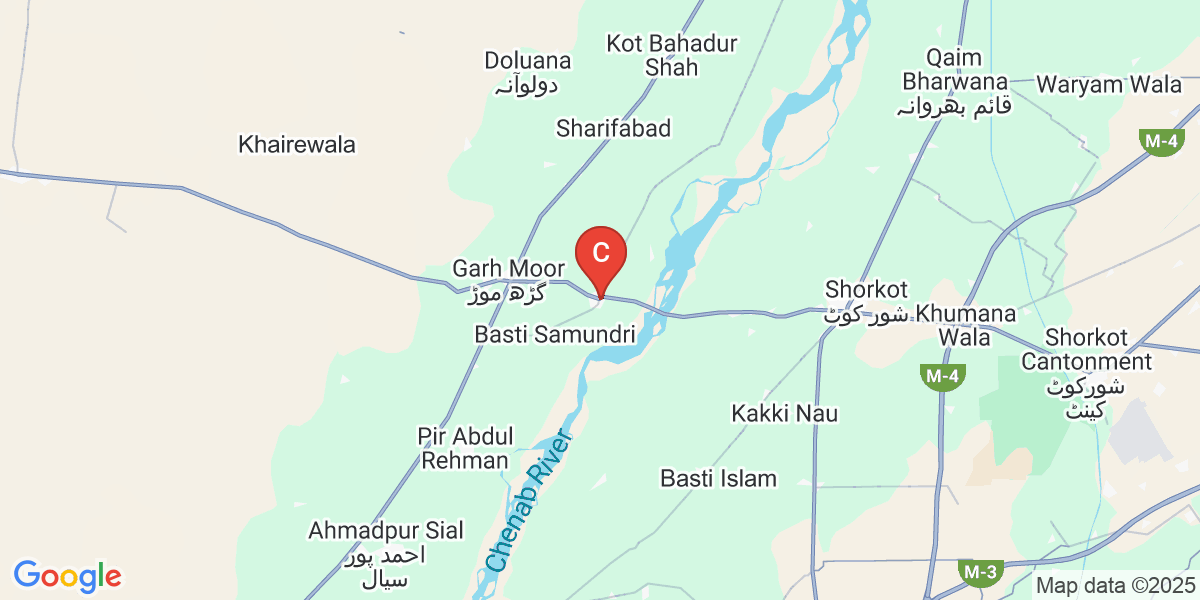 Kot Bahadur
Shah
Doluana
دولوآنہ
Qaim
Bharwana
قائم بھروانہ
Waryam Wala
Sharifabad
M-4
Khairewala
C
Garh Moor
گڑھ موڑ
Shorkot
شور کوٹ
Khumana
Wala
Basti Samundri
Shorkot
Cantonment
شورکوٹ
کینٹ
M-4
Kakki Nau
Pir Abdul
Rehman
Chenab River
Basti Islam
Ahmadpur Sial
احمد پور
سیال
M-3
Google
Map data ©2025